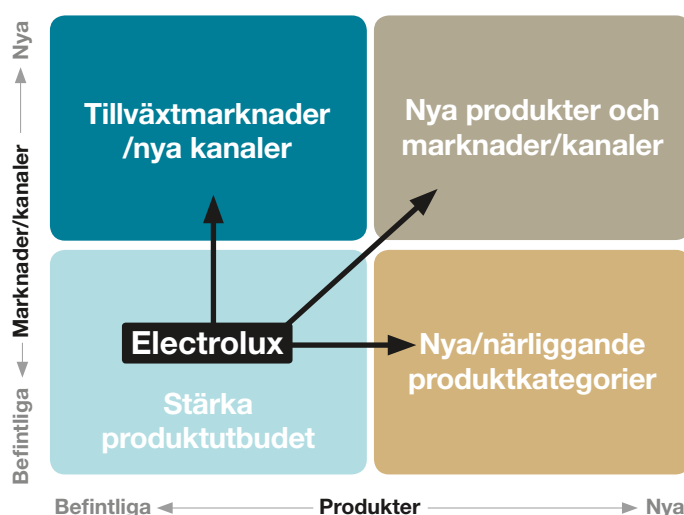 Nya
Marknader/kanaler
Befintliga
Tillväxtmarknader
/nya kanaler
Nya produkter och
marknader/kanaler
Electrolux
Stärka
produktutbudet
Nya/närliggande
produktkategorier
Befintliga
Produkter
Nya